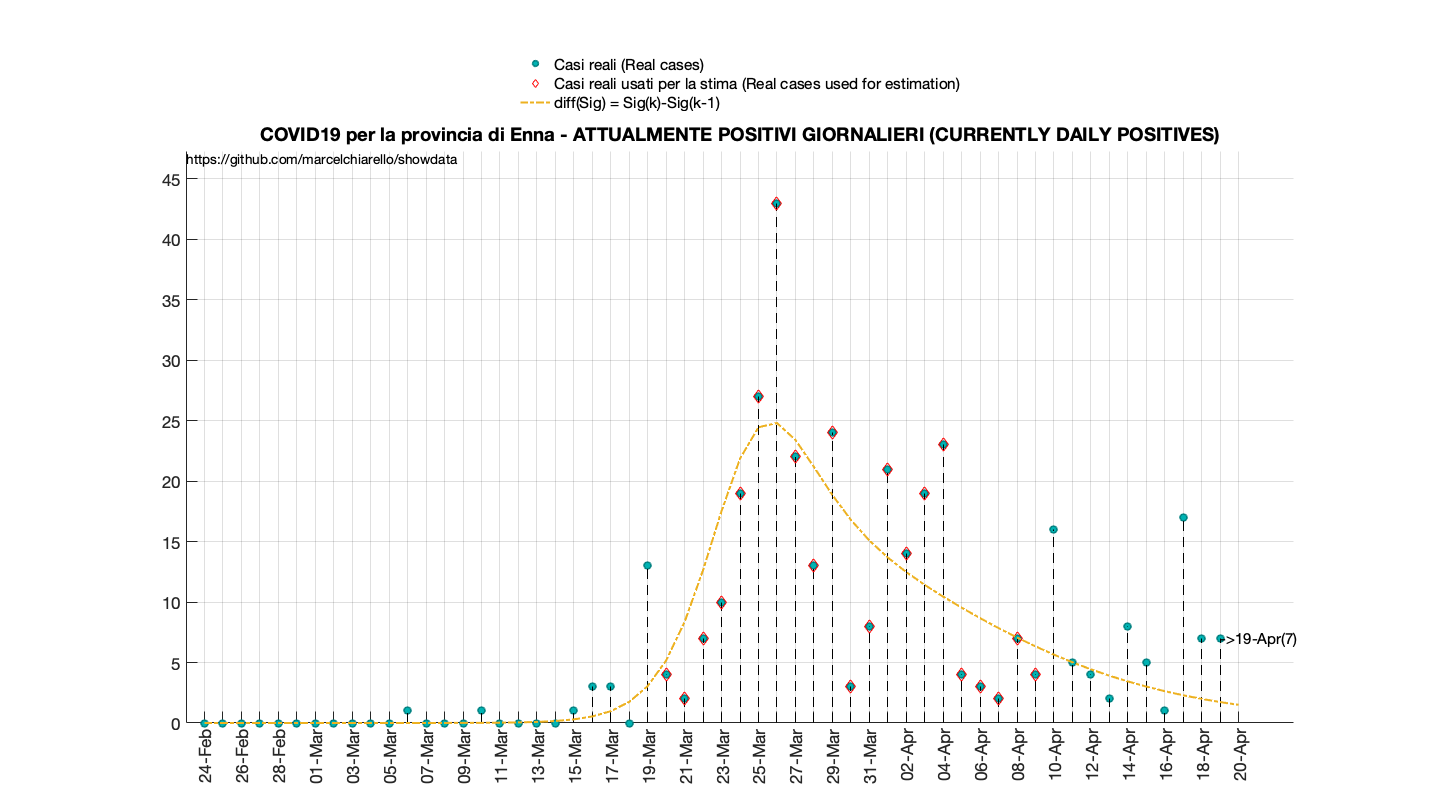 Casi reali (Real cases)
Casi reali usati per la stima (Real cases used for estimation)
diff(Sig) = Sig(k)-Sig(k-1)
COVID19 per la provincia di Enna - ATTUALMENTE POSITIVI GIORNALIERI (CURRENTLY DAILY POSITIVES)
https://github.com/marcelchiarello/showdata
45
40
35
30
25
20
15
10
5
0
->19-Apr(7)
24-Feb
26-Feb
28-Feb
01-Mar
03-Mar
05-Mar
07-Mar
09-Mar
11-Mar
13-Mar
15-Mar
17-Mar
19-Mar
21-Mar
23-Mar
25-Mar
27-Mar
29-Mar
31-Mar
02-Apr
04-Apr
06-Apr
08-Apr
10-Apr
12-Apr
14-Apr
16-Apr
18-Apr
20-Apr